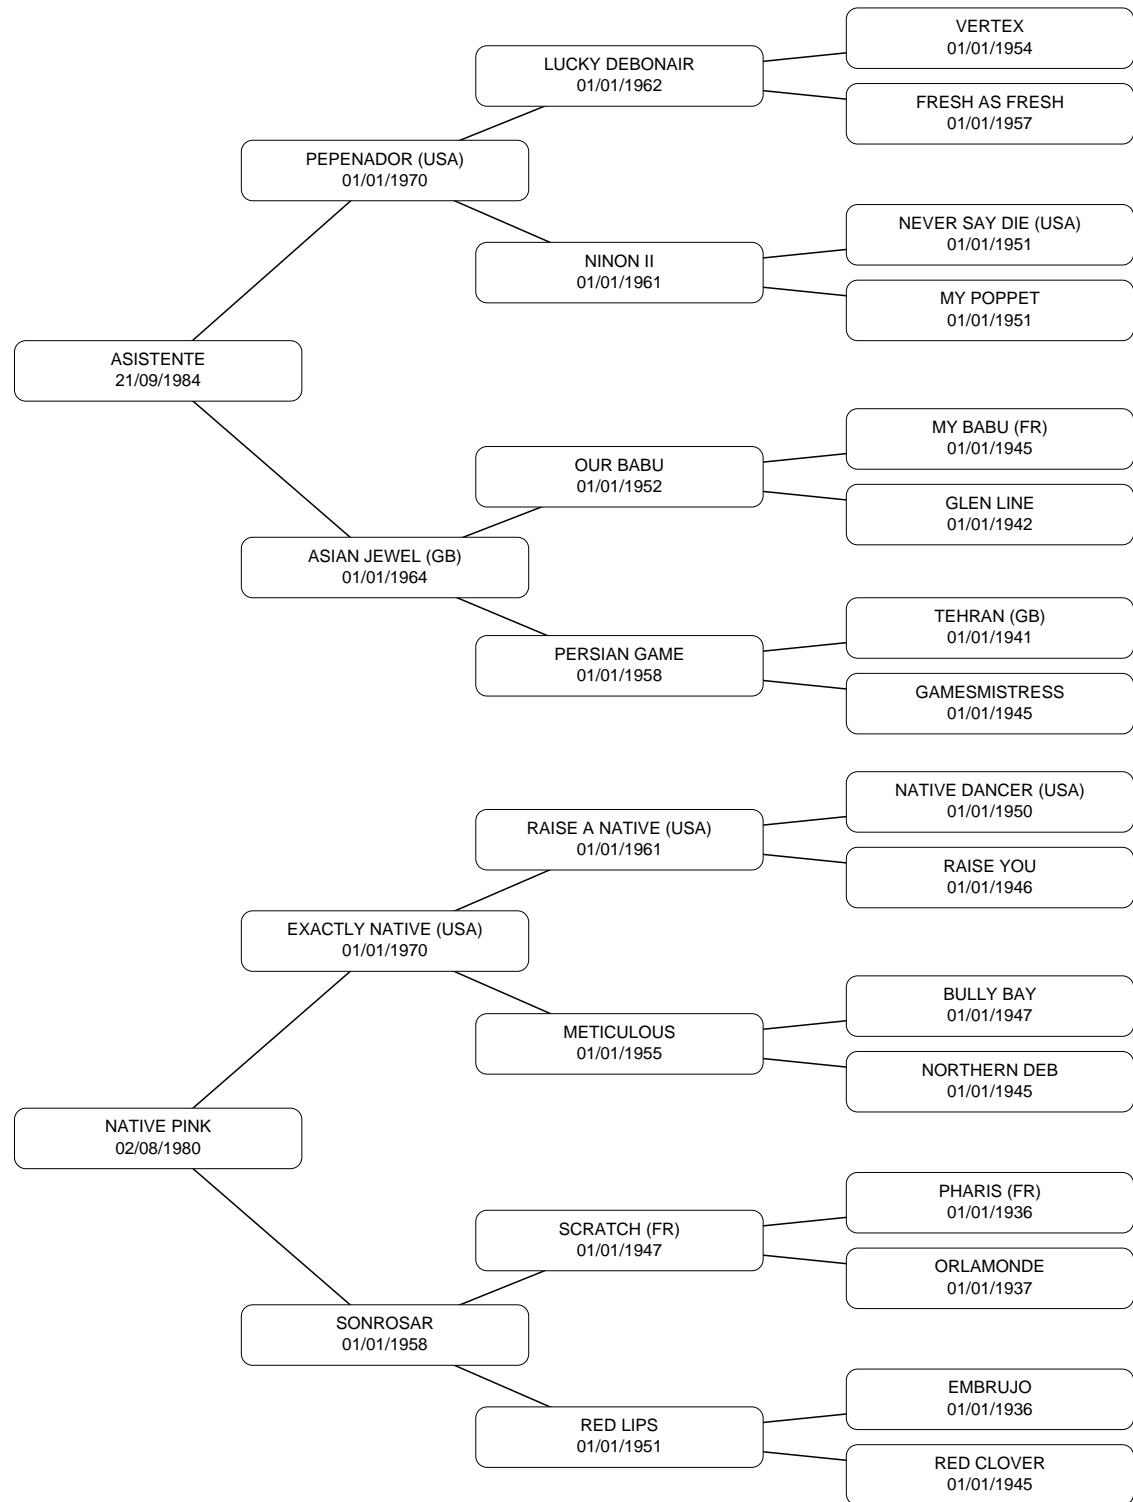 VERTEX
01/01/1954
LUCKY DEBONAIR
01/01/1962
FRESH AS FRESH
01/01/1957
PEPENADOR (USA)
01/01/1970
NEVER SAY DIE (USA)
01/01/1951
NINON II
01/01/1961
MY POPPET
01/01/1951
ASISTENTE
21/09/1984
MY BABU (FR)
01/01/1945
OUR BABU
01/01/1952
GLEN LINE
01/01/1942
ASIAN JEWEL (GB)
01/01/1964
TEHRAN (GB)
01/01/1941
PERSIAN GAME
01/01/1958
GAMESMISTRESS
01/01/1945
NATIVE DANCER (USA)
01/01/1950
RAISE A NATIVE (USA)
01/01/1961
RAISE YOU
01/01/1946
EXACTLY NATIVE (USA)
01/01/1970
BULLY BAY
01/01/1947
METICULOUS
01/01/1955
NORTHERN DEB
01/01/1945
NATIVE PINK
02/08/1980
PHARIS (FR)
01/01/1936
SCRATCH (FR)
01/01/1947
ORLAMONDE
01/01/1937
SONROSAR
01/01/1958
EMBRUJO
01/01/1936
RED LIPS
01/01/1951
RED CLOVER
01/01/1945